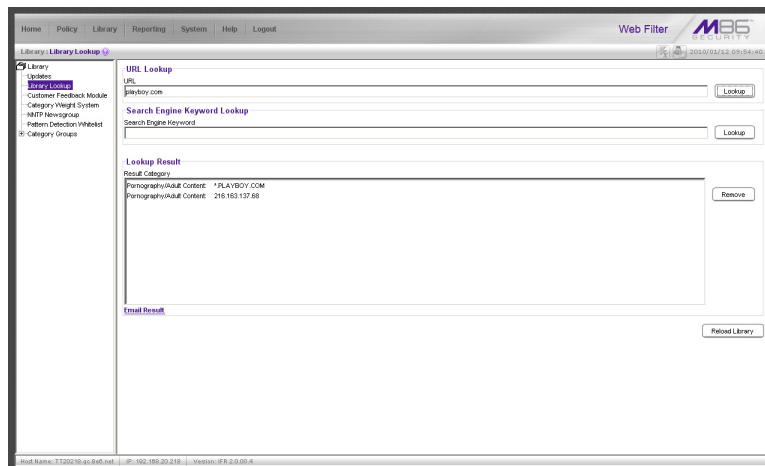 Home Policy Library Reporting System Help Logout
Web Filter
M86 SECURITY
Library : Library Lookup
2010/01/12 09:54:40
Library
Updates
Library Lookup
Customer Feedback Module
Category Weight System
NNTP Newsgroup
Pattern Detection Whitelist
Category Groups
URL Lookup
URL
playboy.com
Lookup
Search Engine Keyword Lookup
Search Engine Keyword
Lookup
Lookup Result
Result Category
Pornography/Adult Content: *.PLAYBOY.COM
Pornography/Adult Content: 216.163.137.68
Remove
Email Result
Reload Library
Host Name: TT20218.qc.8e6.net IP: 192.168.20.218 Version: IFR 2.0.00.4